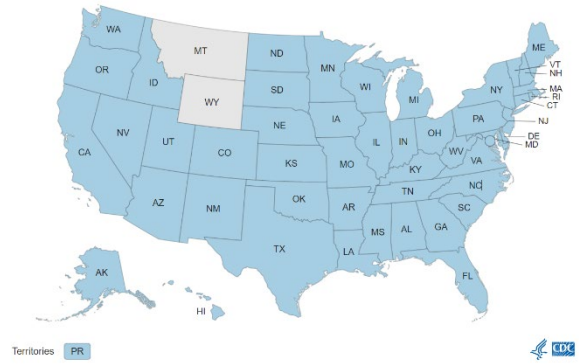 WA
MT
ND
MN
ME
VT
NH
OR
ID
WY
SD
WI
MI
NY
MA
RI
CT
NV
UT
NE
IA
IL
IN
OH
PA
NJ
DE
MD
CA
CO
KS
MO
KY
WV
VA
AZ
NM
OK
AR
TN
NC
SC
TX
LA
MS
AL
GA
FL
AK
HI
Territories PR
CDC